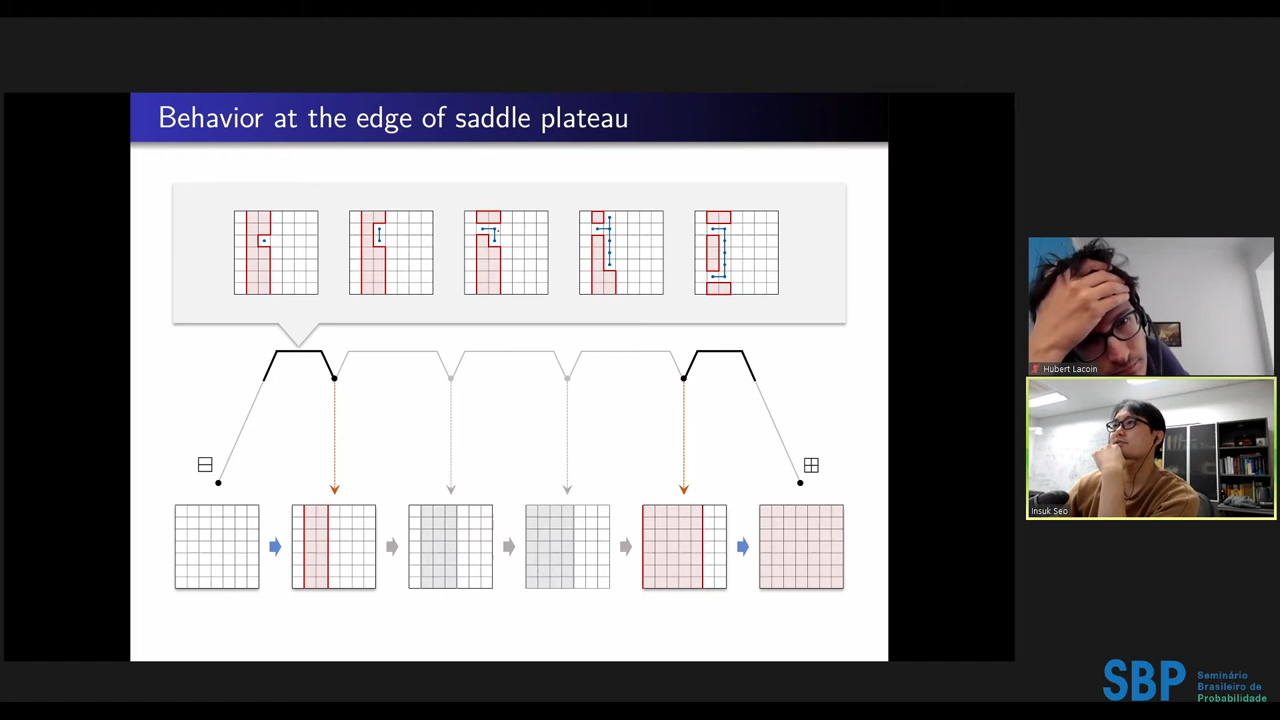 Behavior at the edge of saddle plateau
Hubert Lacoin
Insuk Seo
SBP
Seminário
Brasileiro de
Probabilidade